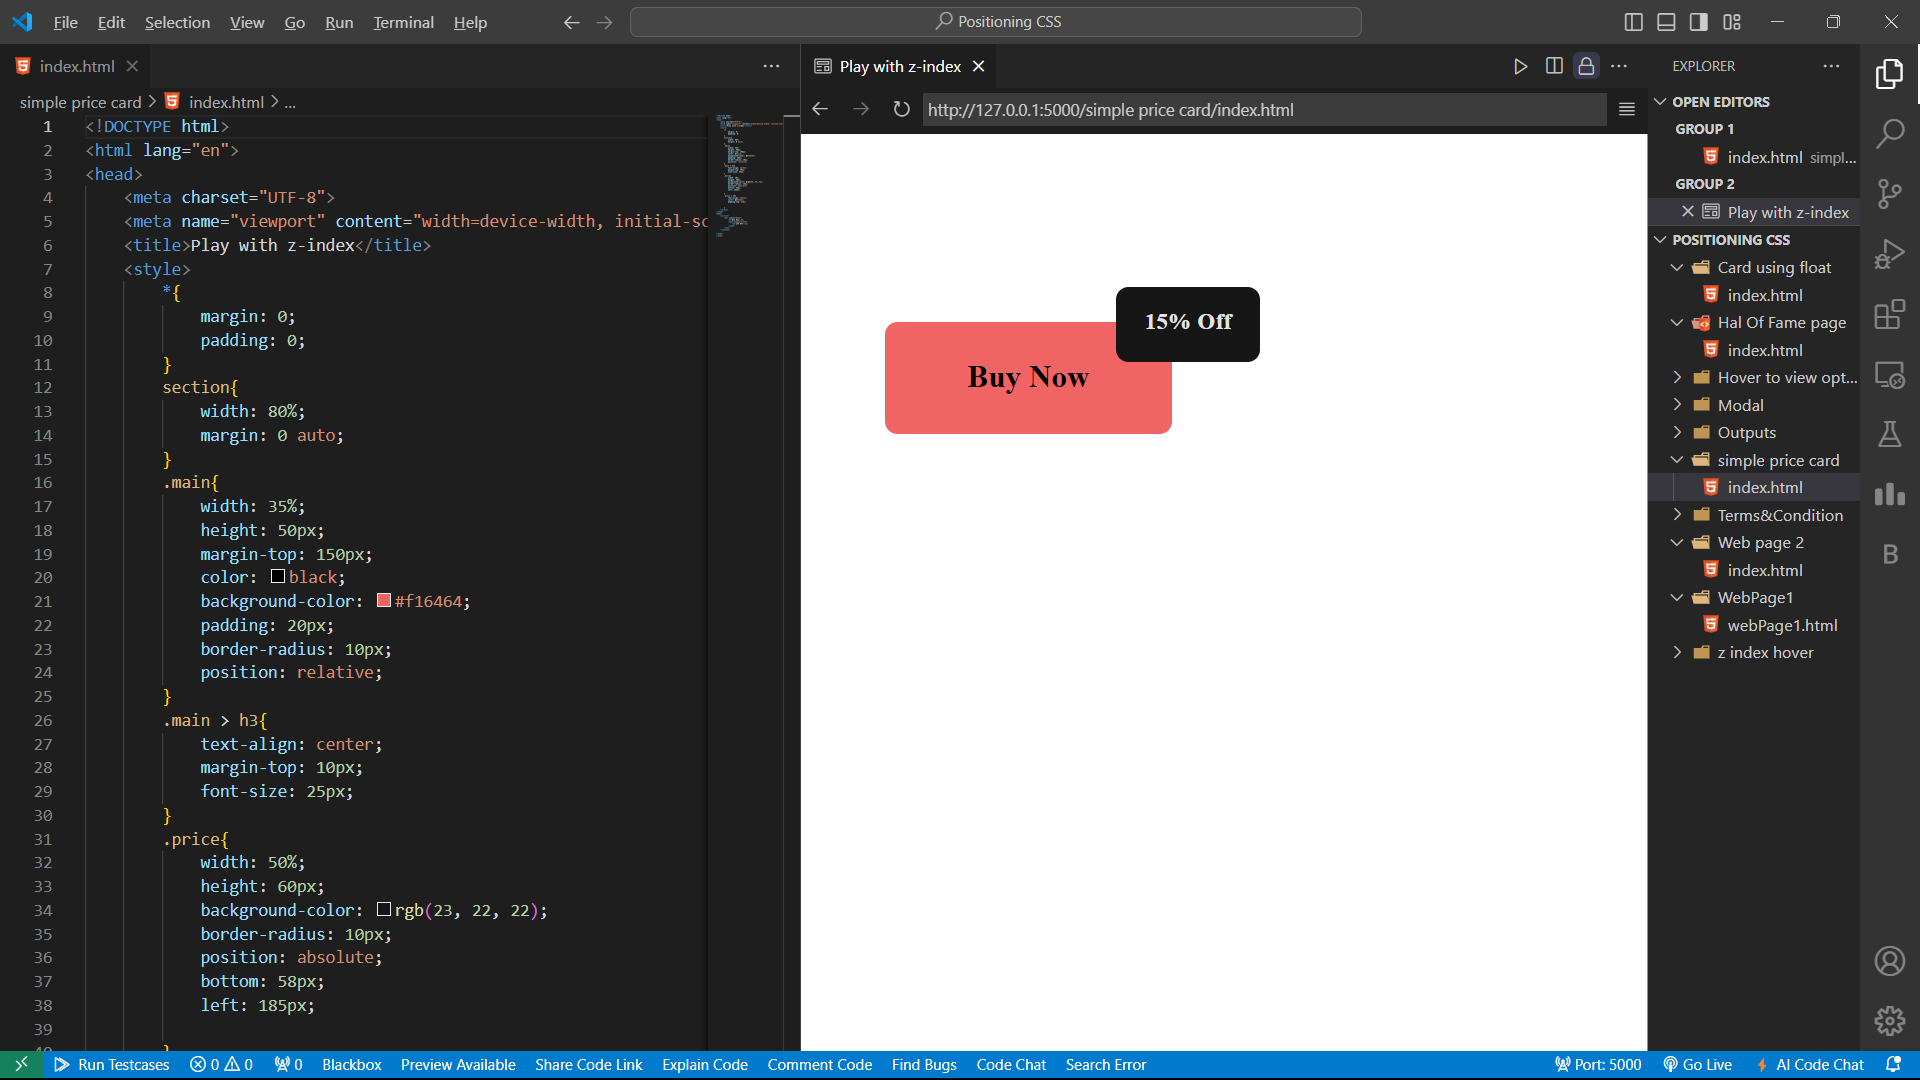 File Edit Selection View Go Run Terminal Help
Positioning CSS
index.html
simple price card > index.html > ...
1 <!DOCTYPE html>
2 <html lang="en">
3 <head>
4 <meta charset="UTF-8">
5 <meta name="viewport" content="width=device-width, initial-sc
6 <title>Play with z-index</title>
7 <style>
8 *{
9 margin: 0;
10 padding: 0;
11 }
12 section{
13 width: 80%;
14 margin: 0 auto;
15 }
16 .main{
17 width: 35%;
18 height: 50px;
19 margin-top: 150px;
20 color: black;
21 background-color: #f16464;
22 padding: 20px;
23 border-radius: 10px;
24 position: relative;
25 }
26 .main > h3{
27 text-align: center;
28 margin-top: 10px;
29 font-size: 25px;
30 }
31 .price{
32 width: 50%;
33 height: 60px;
34 background-color: rgb(23, 22, 22);
35 border-radius: 10px;
36 position: absolute;
37 bottom: 58px;
38 left: 185px;
39
Play with z-index
http://127.0.0.1:5000/simple price card/index.html
15% Off
Buy Now
EXPLORER
OPEN EDITORS
GROUP 1
index.html simpl...
GROUP 2
Play with z-index
POSITIONING CSS
Card using float
index.html
Hal Of Fame page
index.html
Hover to view opt...
Modal
Outputs
simple price card
index.html
Terms&Condition
Web page 2
index.html
WebPage1
webPage1.html
z index hover
B
Run Testcases 0 0 0 Blackbox Preview Available Share Code Link Explain Code Comment Code Find Bugs Code Chat Search Error Port: 5000 Go Live AI Code Chat